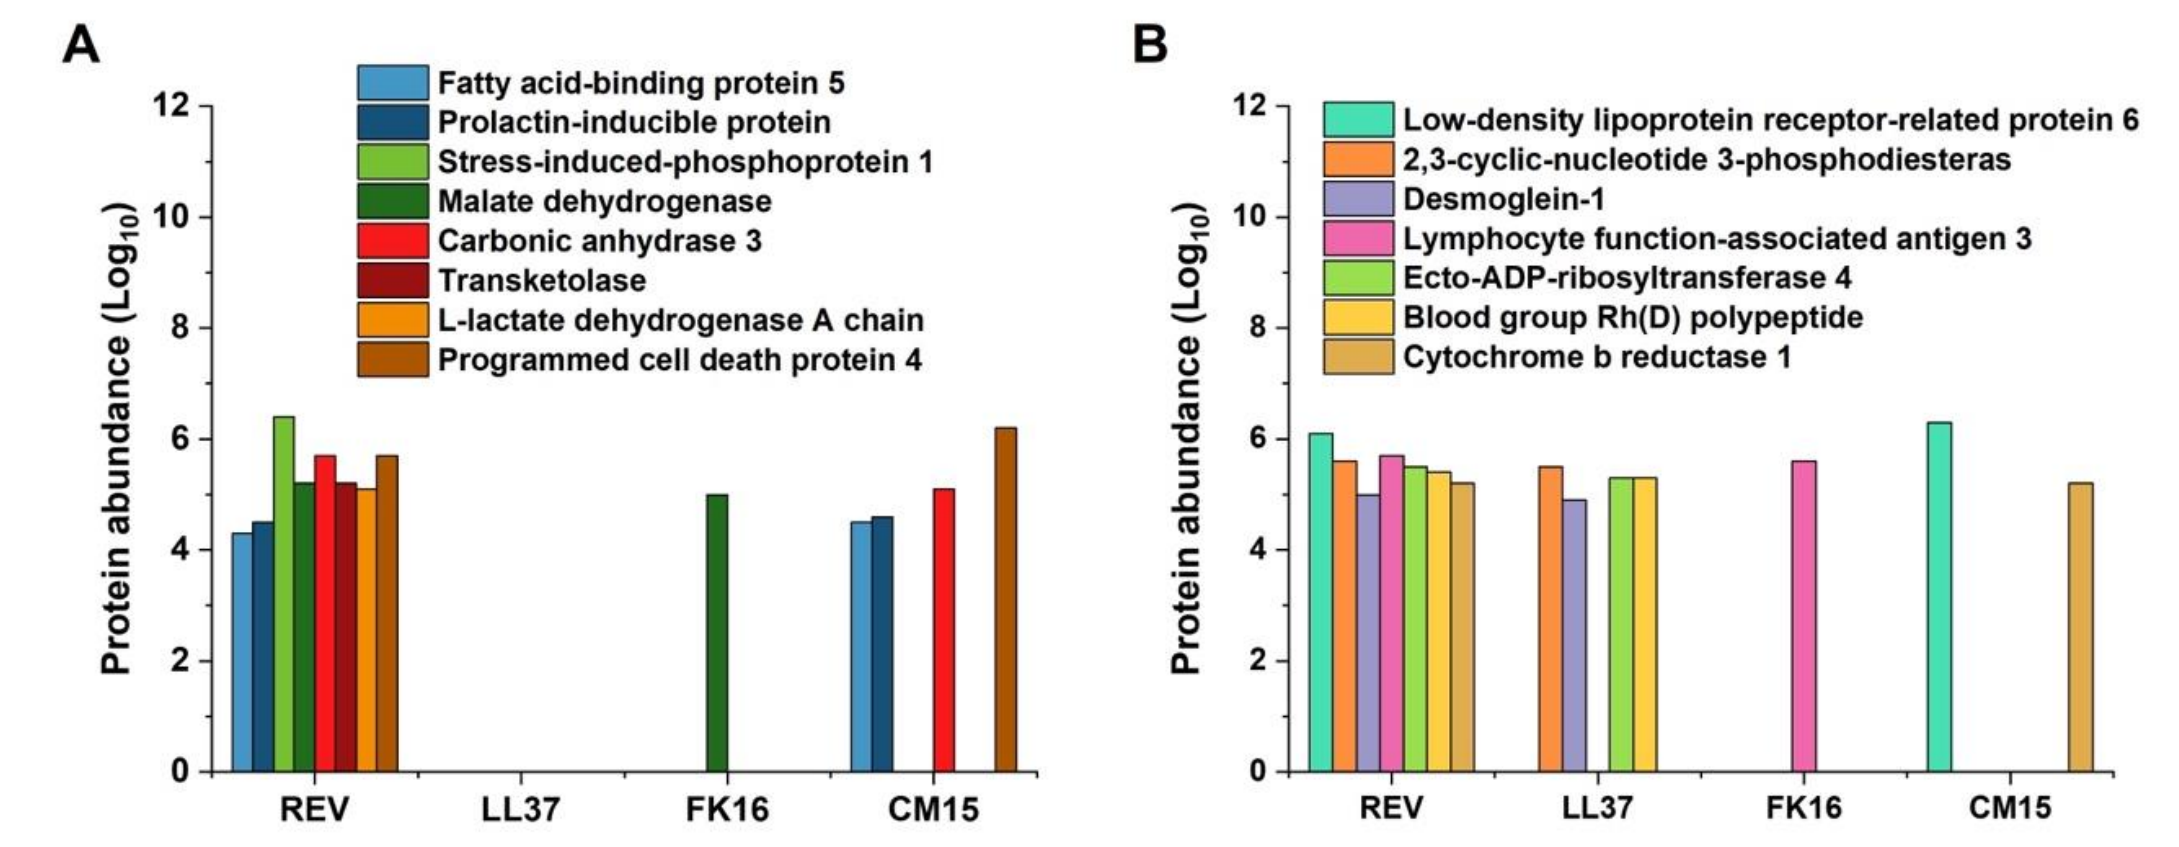 A
Fatty acid-binding protein 5
Prolactin-inducible protein
Stress-induced-phosphoprotein 1
Malate dehydrogenase
Carbonic anhydrase 3
Transketolase
L-lactate dehydrogenase A chain
Programmed cell death protein 4
Protein abundance (Log10)
12
10
8
6
4
2
0
REV LL37 FK16 CM15
B
Low-density lipoprotein receptor-related protein 6
2,3-cyclic-nucleotide 3-phosphodiesteras
Desmoglein-1
Lymphocyte function-associated antigen 3
Ecto-ADP-ribosyltransferase 4
Blood group Rh(D) polypeptide
Cytochrome b reductase 1
Protein abundance (Log10)
12
10
8
6
4
2
0
REV LL37 FK16 CM15